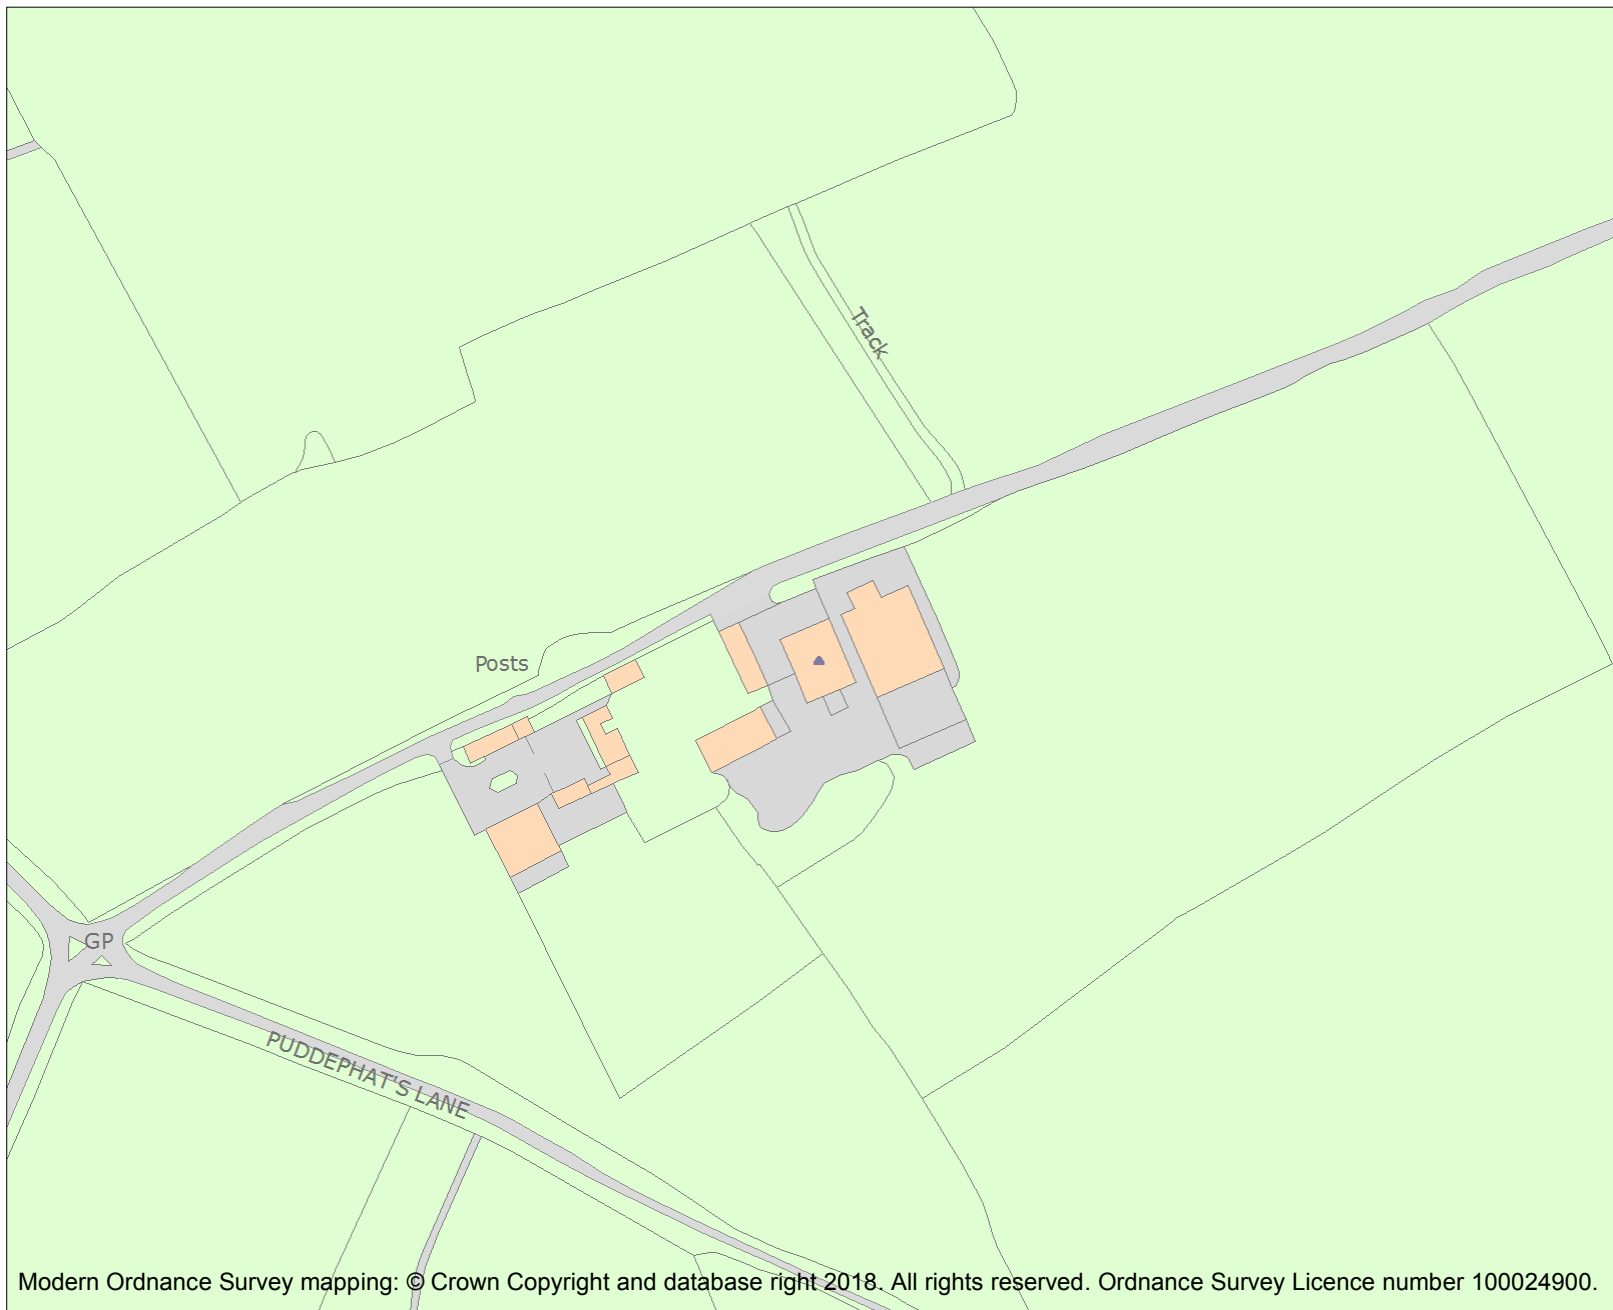 Track
Posts
GP
PUDDEPHAT'S LANE
Modern Ordnance Survey mapping: © Crown Copyright and database right 2018. All rights reserved. Ordnance Survey Licence number 100024900.